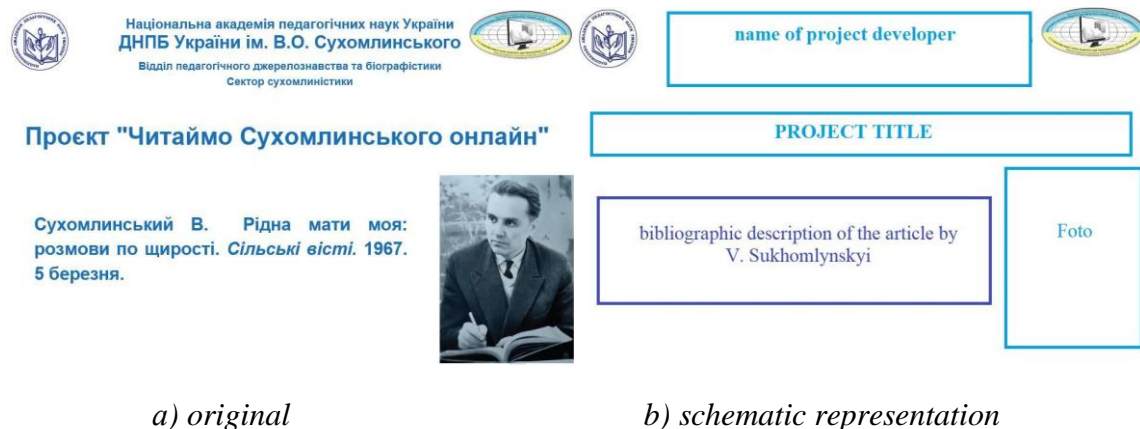 Національна академія педагогічних наук України
ДНПБ України ім. В.О. Сухомлинського
Відділ педагогічного джерелознавства та біографістики
Сектор сухомлиністики
Проєкт "Читаймо Сухомлинського онлайн"
Сухомлинський В. Рідна мати моя:
розмови по щирості. Сільські вісті. 1967.
5 березня.
name of project developer
PROJECT TITLE
bibliographic description of the article by
V. Sukhomlynskyi
Foto
a) original
b) schematic representation